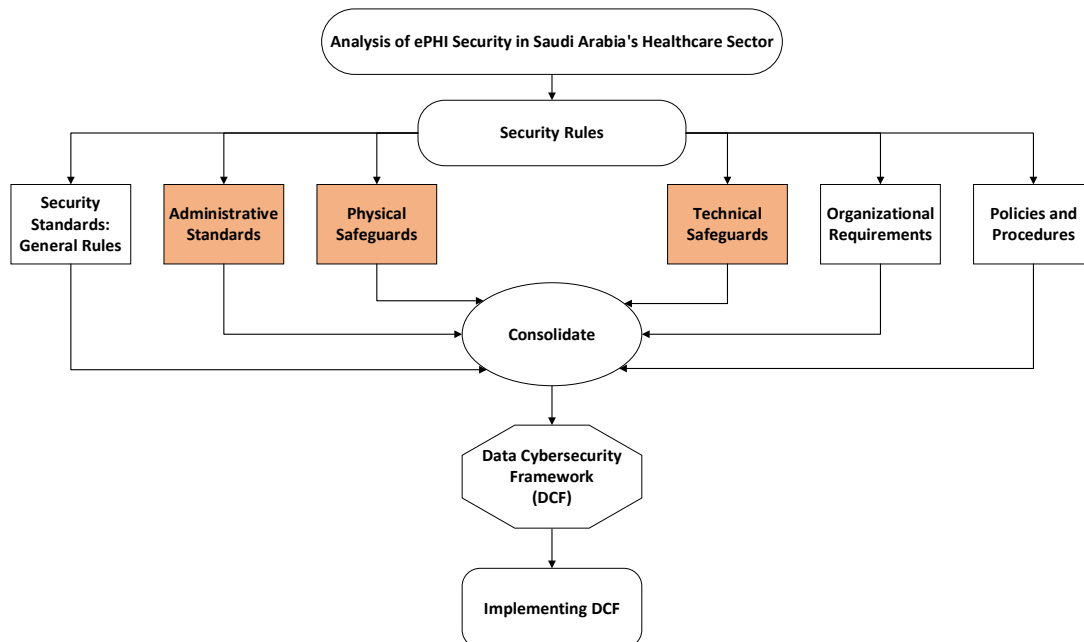 Analysis of ePHI Security in Saudi Arabia's Healthcare Sector
Security Rules
Security
Standards:
General Rules
Administrative
Standards
Physical
Safeguards
Technical
Safeguards
Organizational
Requirements
Policies and
Procedures
Consolidate
Data Cybersecurity
Framework
(DCF)
Implementing DCF